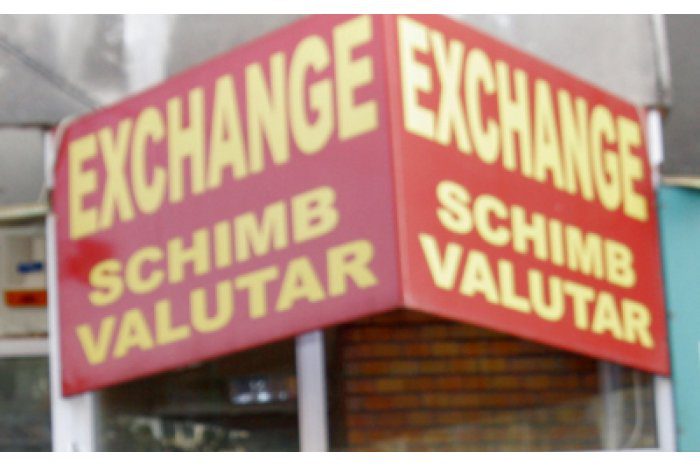 EXCHANGE
SCHIMB
VALUTAR
EXCHANGE
SCHIMB
VALUTAR